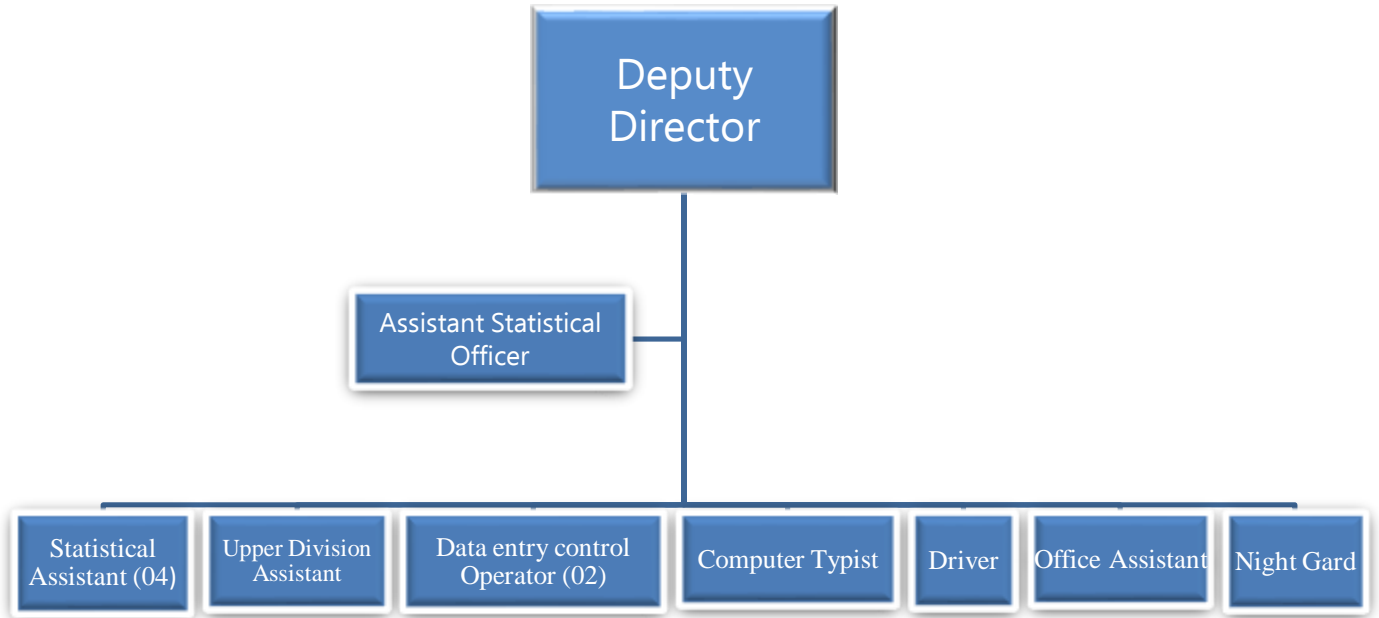 Deputy
Director
Assistant Statistical
Officer
Statistical
Assistant (04)
Upper Division
Assistant
Data entry control
Operator (02)
Computer Typist
Driver
Office Assistant
Night Gard